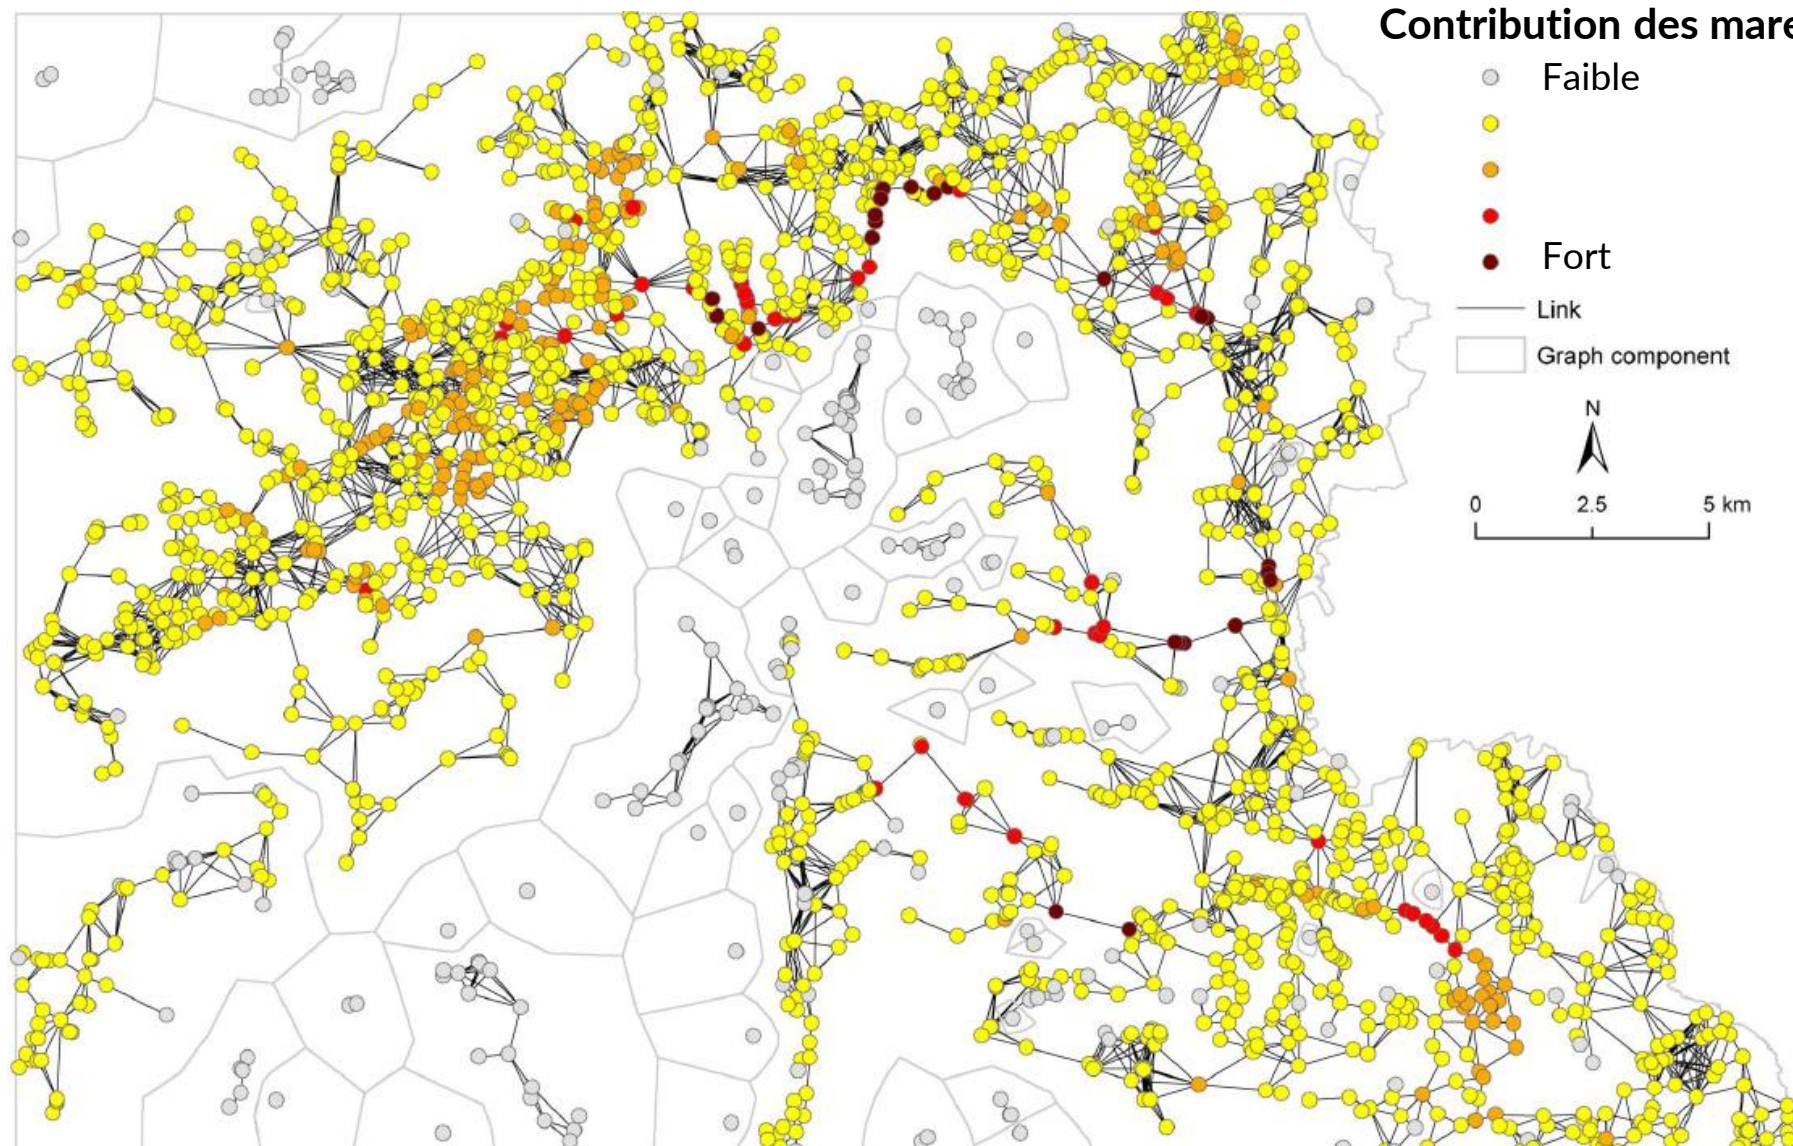 Contribution des mare
Faible
Fort
Link
Graph component
N
0 2.5 5 km